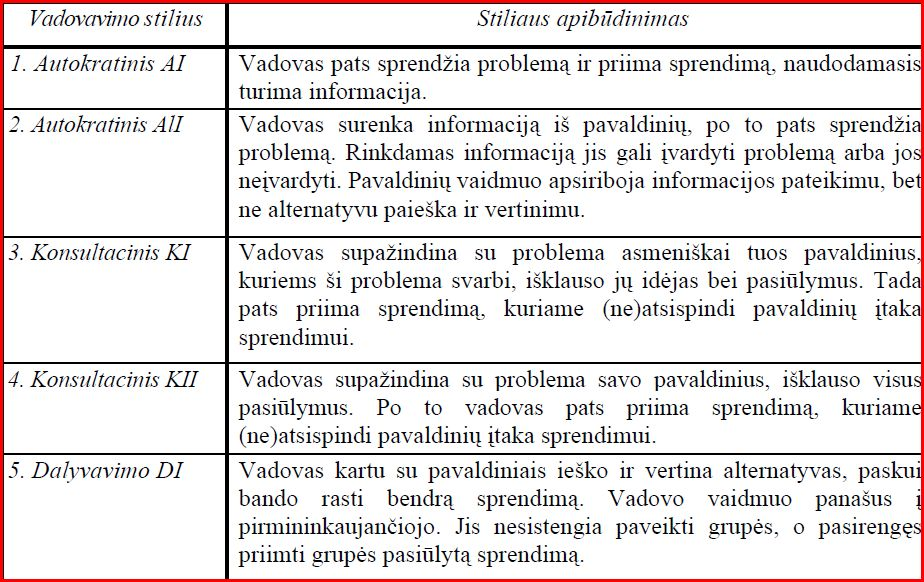 Vadovavimo stilius
Stiliaus apibūdinimas
1. Autokratinis AI
Vadovas pats sprendžia problemą ir priima sprendimą, naudodamasis
turima informacija.
2. Autokratinis AlI
Vadovas surenka informaciją iš pavaldinių, po to pats sprendžia
problemą. Rinkdamas informaciją jis gali įvardyti problemą arba jos
neįvardyti. Pavaldinių vaidmuo apsiriboja informacijos pateikimu, bet
ne alternatyvu paieška ir vertinimu.
3. Konsultacinis KI
Vadovas supažindina su problema asmeniškai tuos pavaldinius,
kuriems ši problema svarbi, išklauso jų idėjas bei pasiūlymus. Tada
pats priima sprendimą, kuriame (ne)atsispindi pavaldinių įtaka
sprendimui.
4. Konsultacinis KII
Vadovas supažindina su problema savo pavaldinius, išklauso visus
pasiūlymus. Po to vadovas pats priima sprendimą, kuriame
(ne)atsispindi pavaldinių įtaka sprendimui.
5. Dalyvavimo DI
Vadovas kartu su pavaldiniais ieško ir vertina alternatyvas, paskui
bando rasti bendrą sprendimą. Vadovo vaidmuo panašus į
pirmininkaujančiojo. Jis nesistengia paveikti grupės, o pasirengęs
priimti grupės pasiūlytą sprendimą.